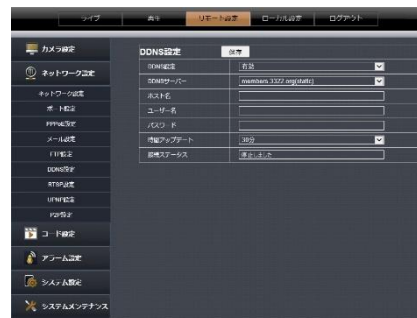 ライブ 再生 リモート設定 ローカル設定 ログアウト
カメラ設定
ネットワーク設定
ネットワーク設定
ポート設定
PPPoE設定
メール設定
FTP設定
DDNS設定
RTSP設定
UPNP設定
P2P設定
コード設定
アラーム設定
システム設定
システムメンテナンス
DDNS設定 保存
DDNS設定 有効
DDNSサーバー members.3322.org(static)
ホスト名
ユーザー名
パスワード
時間アップデート 30分
接続ステータス 停止しました